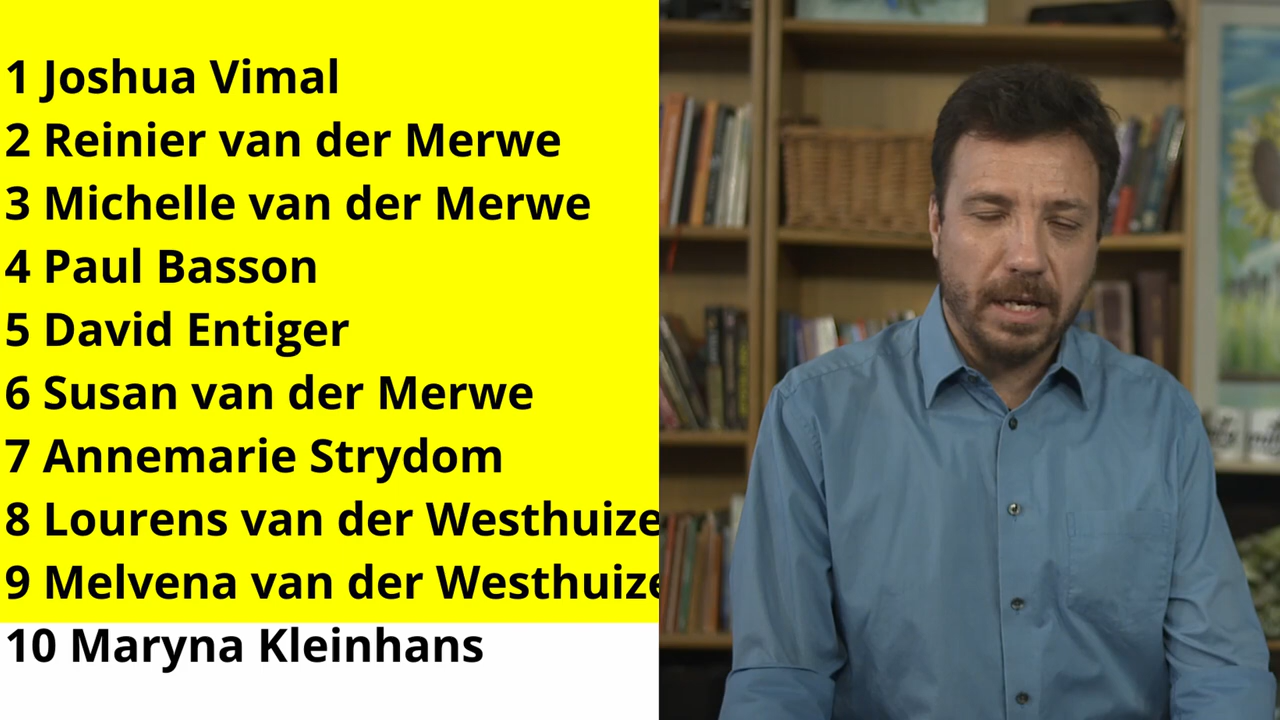 1 Joshua Vimal
2 Reinier van der Merwe
3 Michelle van der Merwe
4 Paul Basson
5 David Entiger
6 Susan van der Merwe
7 Annemarie Strydom
8 Lourens van der Westhuize
9 Melvena van der Westhuize
10 Maryna Kleinhans